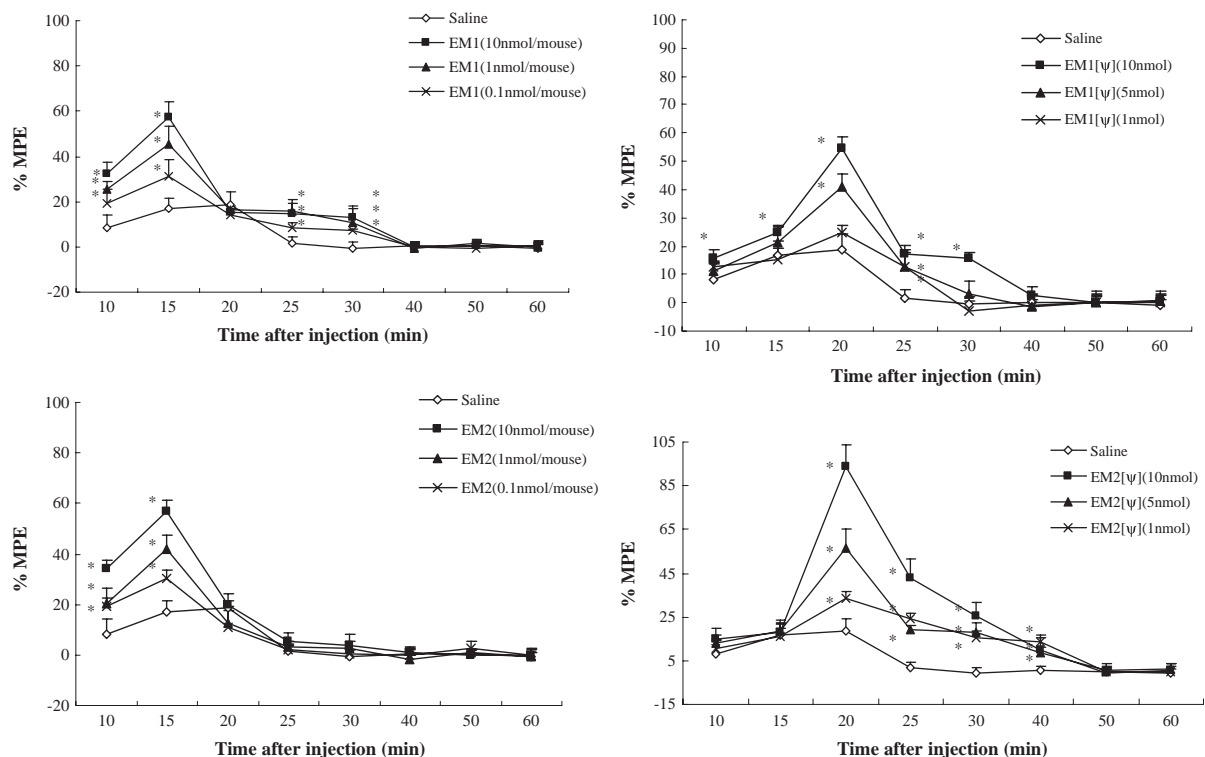 100
80
60
40
20
0
-20
% MPE
10 15 20 25 30 40 50 60
Time after injection (min)
Saline
EM1(10nmol/mouse)
EM1(1nmol/mouse)
EM1(0.1nmol/mouse)
* * * * * * * * * * * *
100
90
80
70
60
50
40
30
20
10
0
-10
% MPE
10 15 20 25 30 40 50 60
Time after injection (min)
Saline
EM1[ψ](10nmol)
EM1[ψ](5nmol)
EM1[ψ](1nmol)
* * * * * * * *
100
80
60
40
20
0
-20
% MPE
10 15 20 25 30 40 50 60
Time after injection (min)
Saline
EM2(10nmol/mouse)
EM2(1nmol/mouse)
EM2(0.1nmol/mouse)
* * * * * *
105
85
65
45
25
5
-15
% MPE
10 15 20 25 30 40 50 60
Time after injection (min)
Saline
EM2[ψ](10nmol)
EM2[ψ](5nmol)
EM2[ψ](1nmol)
* * * * * * * * * * * *